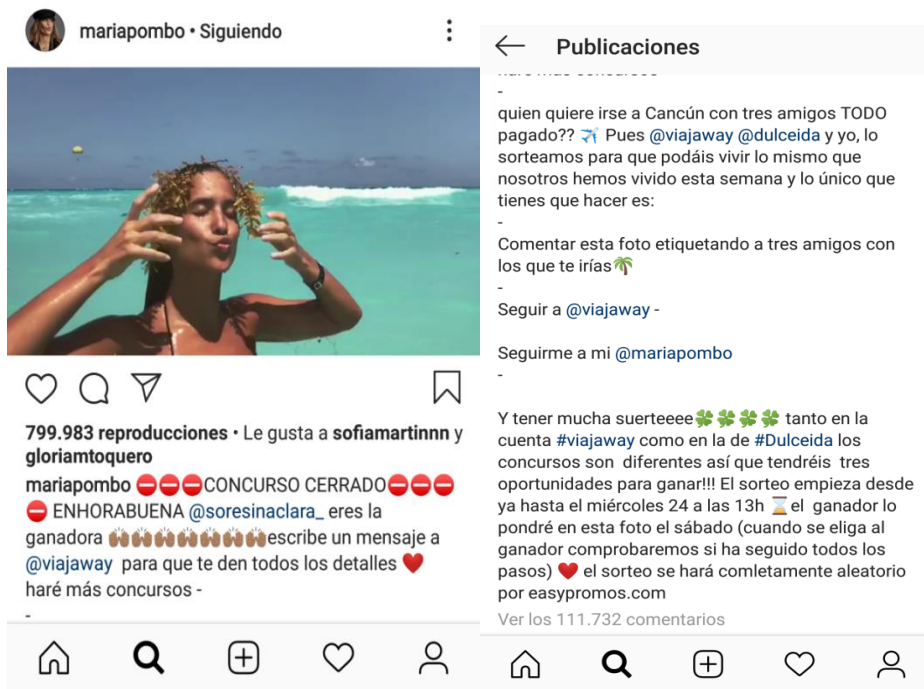 mariapombo • Siguiendo
799.983 reproducciones • Le gusta a sofiamartinnn y
gloriamtoquero
mariapombo ⛔⛔⛔CONCURSO CERRADO⛔⛔⛔
⛔ ENHORABUENA @soresinaclara_ eres la
ganadora 🙌🏽🙌🏽🙌🏽🙌🏽🙌🏽🙌🏽🙌🏽escribe un mensaje a
@viajaway para que te den todos los detalles ❤️
haré más concursos -
-
Publicaciones
haré más concursos
-
quien quiere irse a Cancún con tres amigos TODO
pagado?? ✈️ Pues @viajaway @dulceida y yo, lo
sorteamos para que podáis vivir lo mismo que
nosotros hemos vivido esta semana y lo único que
tienes que hacer es:
-
Comentar esta foto etiquetando a tres amigos con
los que te irías🌴
-
Seguir a @viajaway -
Seguirme a mi @mariapombo
-
Y tener mucha suerteeee🍀🍀🍀🍀 tanto en la
cuenta #viajaway como en la de #Dulceida los
concursos son diferentes así que tendréis tres
oportunidades para ganar!!! El sorteo empieza desde
ya hasta el miércoles 24 a las 13h ⌛el ganador lo
pondré en esta foto el sábado (cuando se eliga al
ganador comprobaremos si ha seguido todos los
pasos) ❤️ el sorteo se hará comletamente aleatorio
por easypromos.com
Ver los 111.732 comentarios